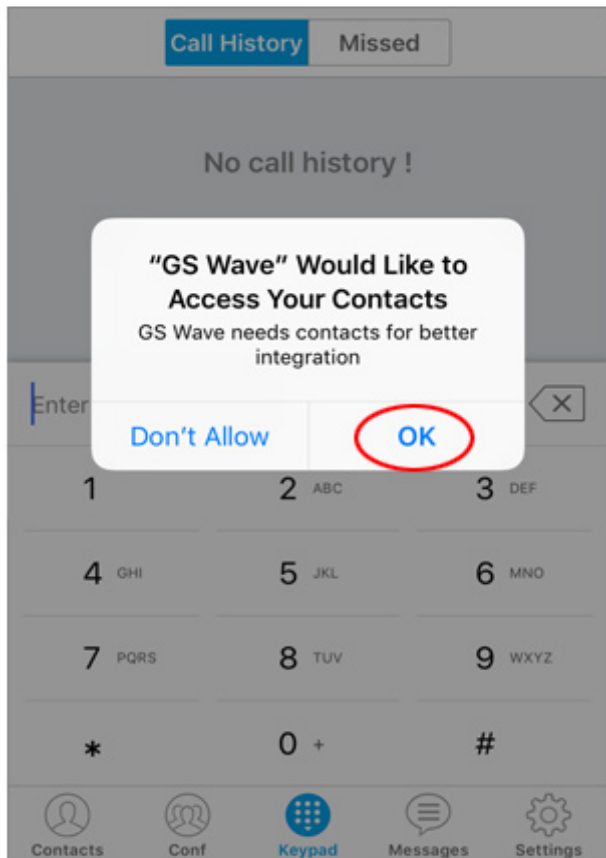 Call History Missed
No call history !
“GS Wave” Would Like to
Access Your Contacts
GS Wave needs contacts for better
integration
Enter
Don’t Allow OK
1 2 ABC 3 DEF
4 GHI 5 JKL 6 MNO
7 PQRS 8 TUV 9 WXYZ
* 0 + #
Contacts Conf Keypad Messages Settings